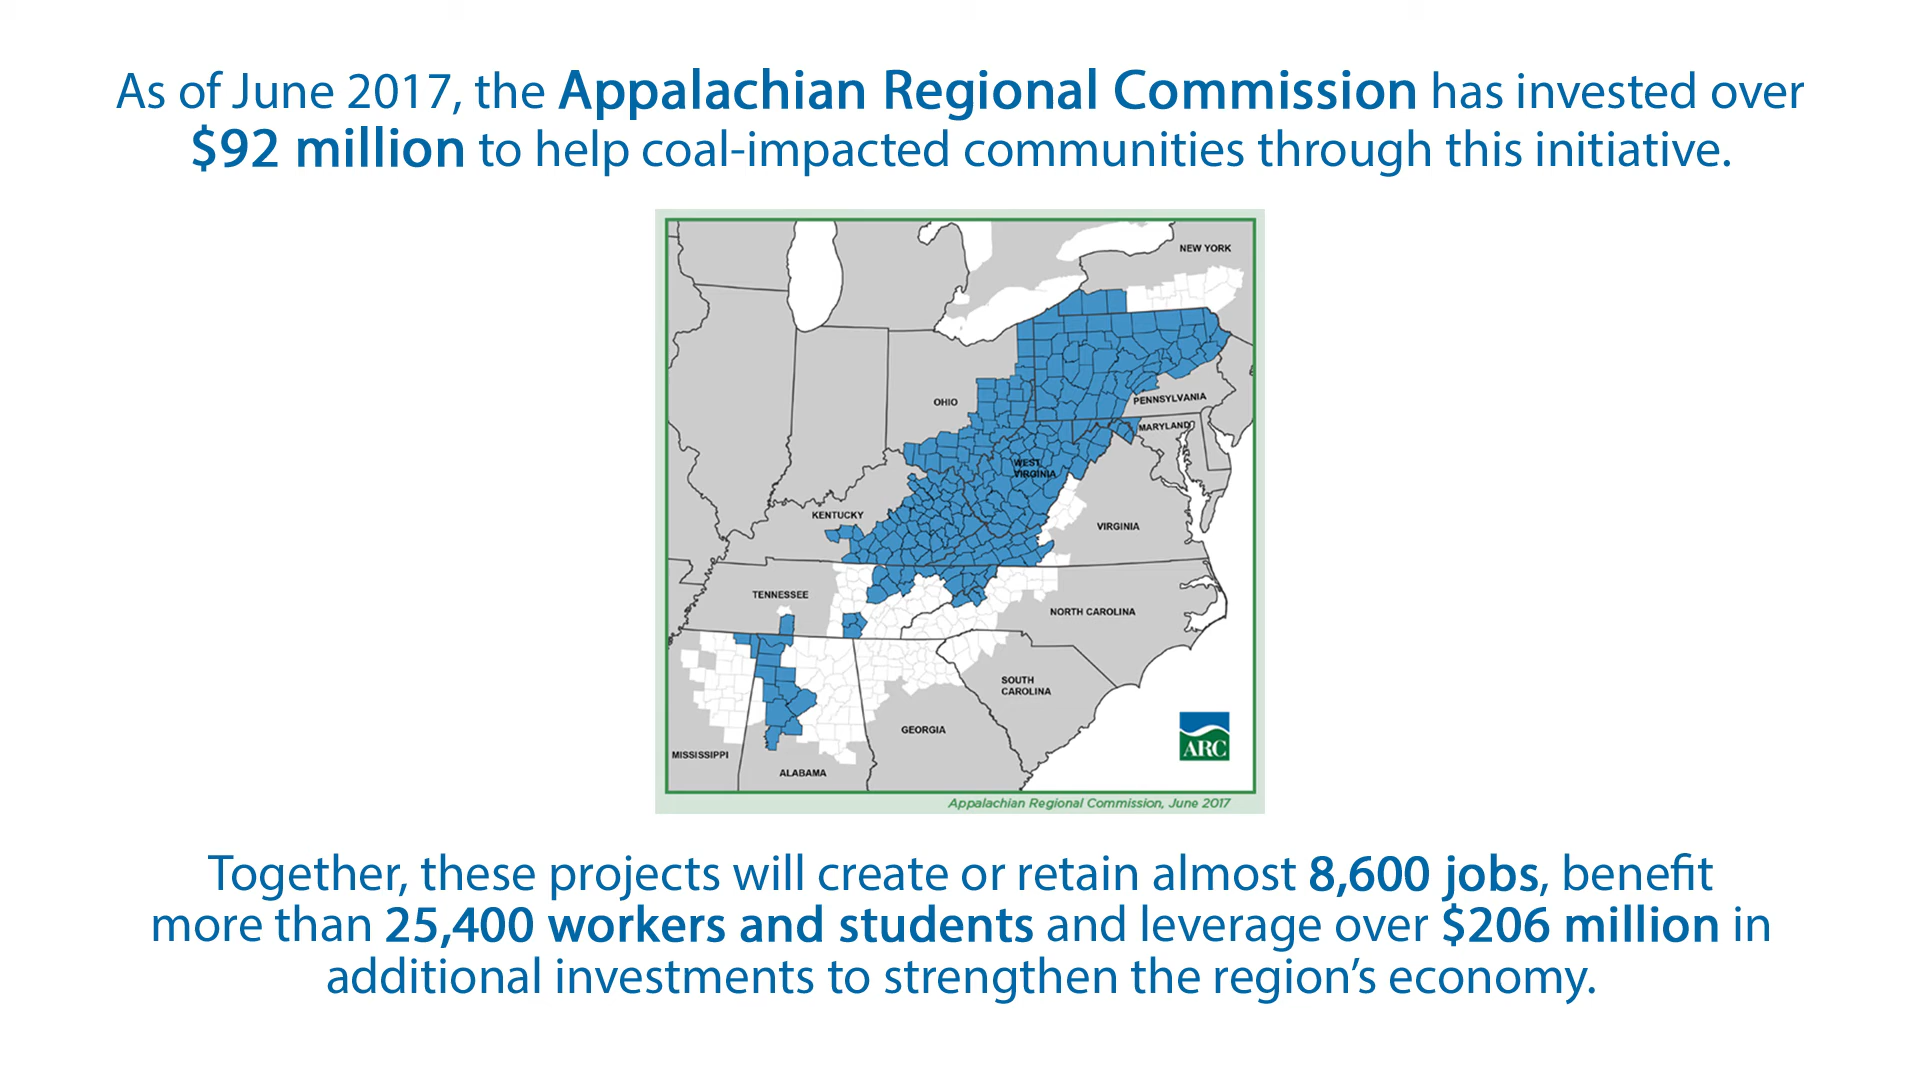 As of June 2017, the Appalachian Regional Commission has invested over
$92 million to help coal-impacted communities through this initiative.
NEW YORK
OHIO
PENNSYLVANIA
MARYLAND
WEST
VIRGINIA
KENTUCKY
VIRGINIA
TENNESSEE
NORTH CAROLINA
SOUTH
CAROLINA
GEORGIA
ARC
MISSISSIPPI
ALABAMA
Appalachian Regional Commission, June 2017
Together, these projects will create or retain almost 8,600 jobs, benefit
more than 25,400 workers and students and leverage over $206 million in
additional investments to strengthen the region’s economy.